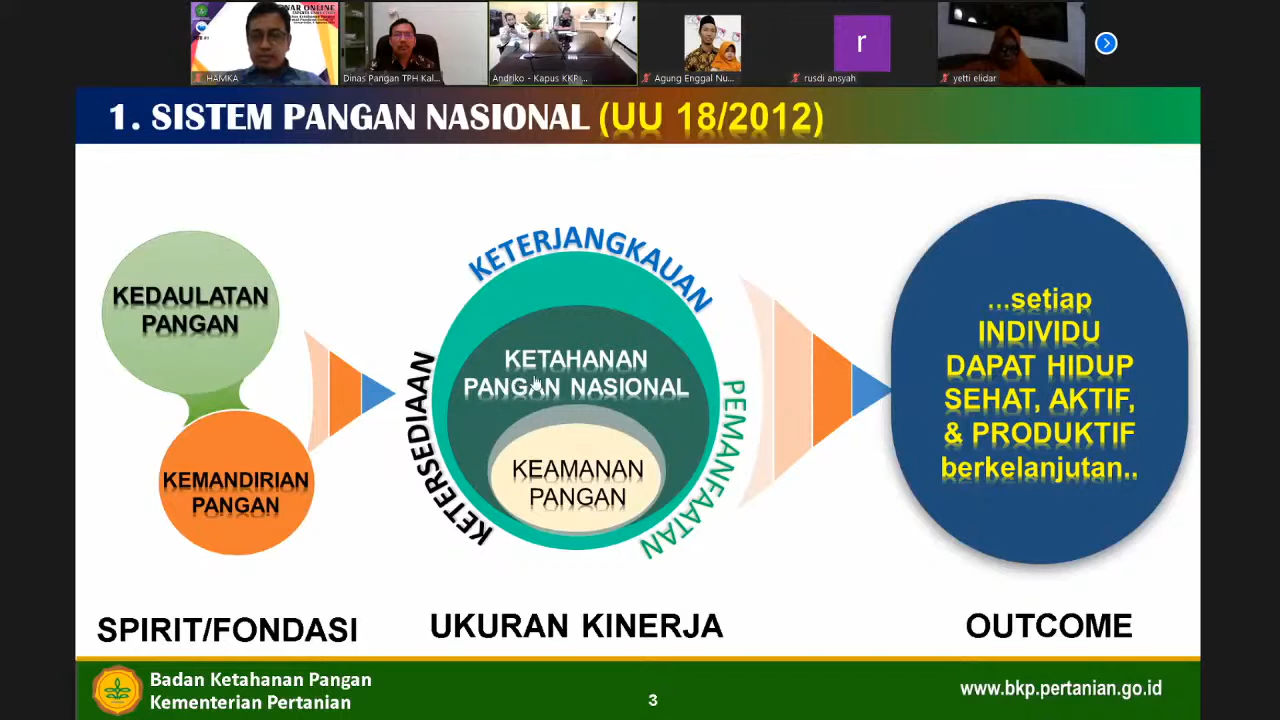 NAR ONLINE
HAMKA
Dinas Pangan TPH Kal...
Andriko - Kapus KKP ...
Agung Enggal Nu...
r
rusdi ansyah
yetti elidar
1. SISTEM PANGAN NASIONAL (UU 18/2012)
KEDAULATAN
PANGAN
KEMANDIRIAN
PANGAN
KETERJANGKAUAN
KETERSEDIAAN
PEMANFAATAN
KETAHANAN
PANGAN NASIONAL
KEAMANAN
PANGAN
...setiap
INDIVIDU
DAPAT HIDUP
SEHAT, AKTIF,
& PRODUKTIF
berkelanjutan..
SPIRIT/FONDASI
UKURAN KINERJA
OUTCOME
Badan Ketahanan Pangan
Kementerian Pertanian
3
www.bkp.pertanian.go.id